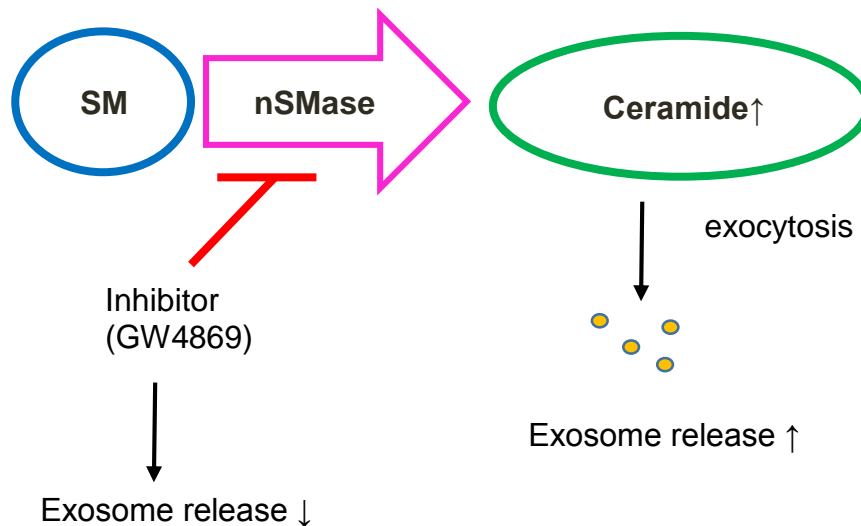 SM
nSMase
Ceramide↑
exocytosis
Inhibitor
(GW4869)
Exosome release ↑
Exosome release ↓